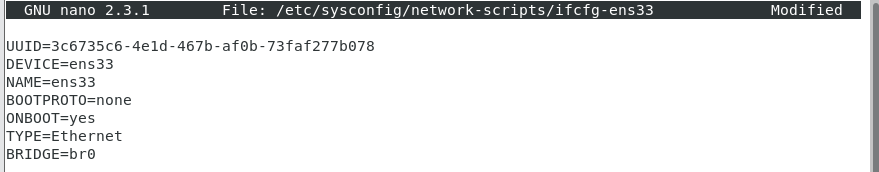 GNU nano 2.3.1 File: /etc/sysconfig/network-scripts/ifcfg-ens33 Modified
UUID=3c6735c6-4e1d-467b-af0b-73faf277b078
DEVICE=ens33
NAME=ens33
BOOTPROTO=none
ONBOOT=yes
TYPE=Ethernet
BRIDGE=br0